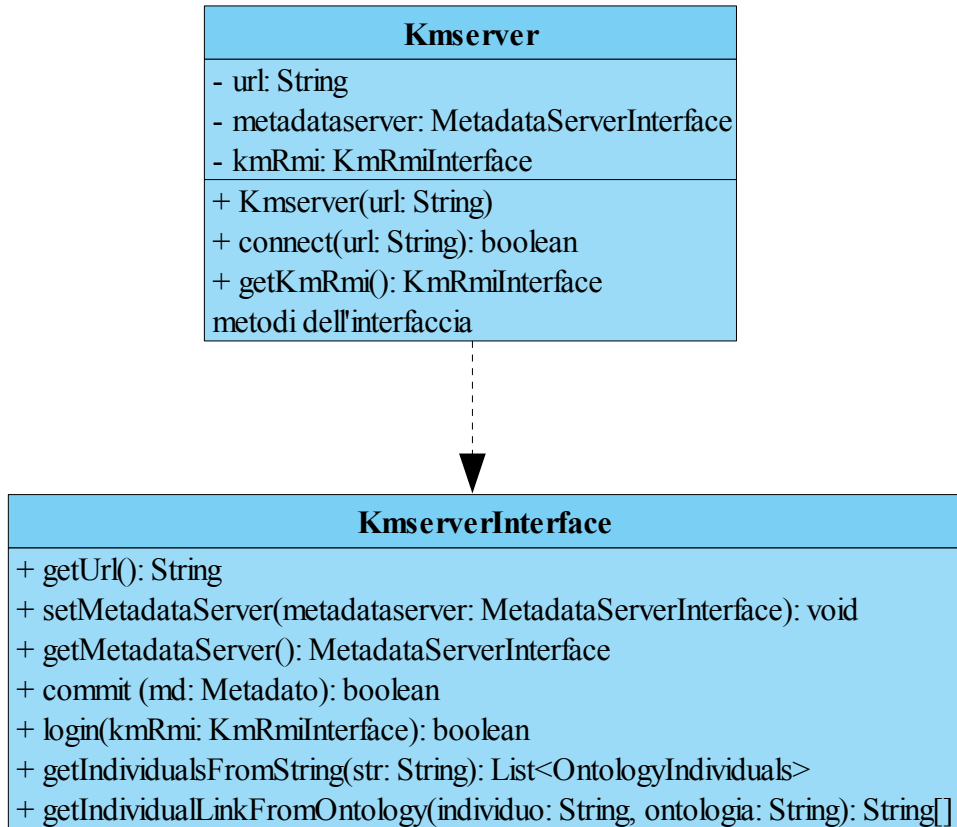 Kmserver
- url: String
- metadataserver: MetadataServerInterface
- kmRmi: KmRmiInterface
+ Kmserver(url: String)
+ connect(url: String): boolean
+ getKmRmi(): KmRmiInterface
metodi dell'interfaccia
KmserverInterface
+ getUrl(): String
+ setMetadataServer(metadataserver: MetadataServerInterface): void
+ getMetadataServer(): MetadataServerInterface
+ commit (md: Metadato): boolean
+ login(kmRmi: KmRmiInterface): boolean
+ getIndividualsFromString(str: String): List<OntologyIndividuals>
+ getIndividualLinkFromOntology(individuo: String, ontologia: String): String[]